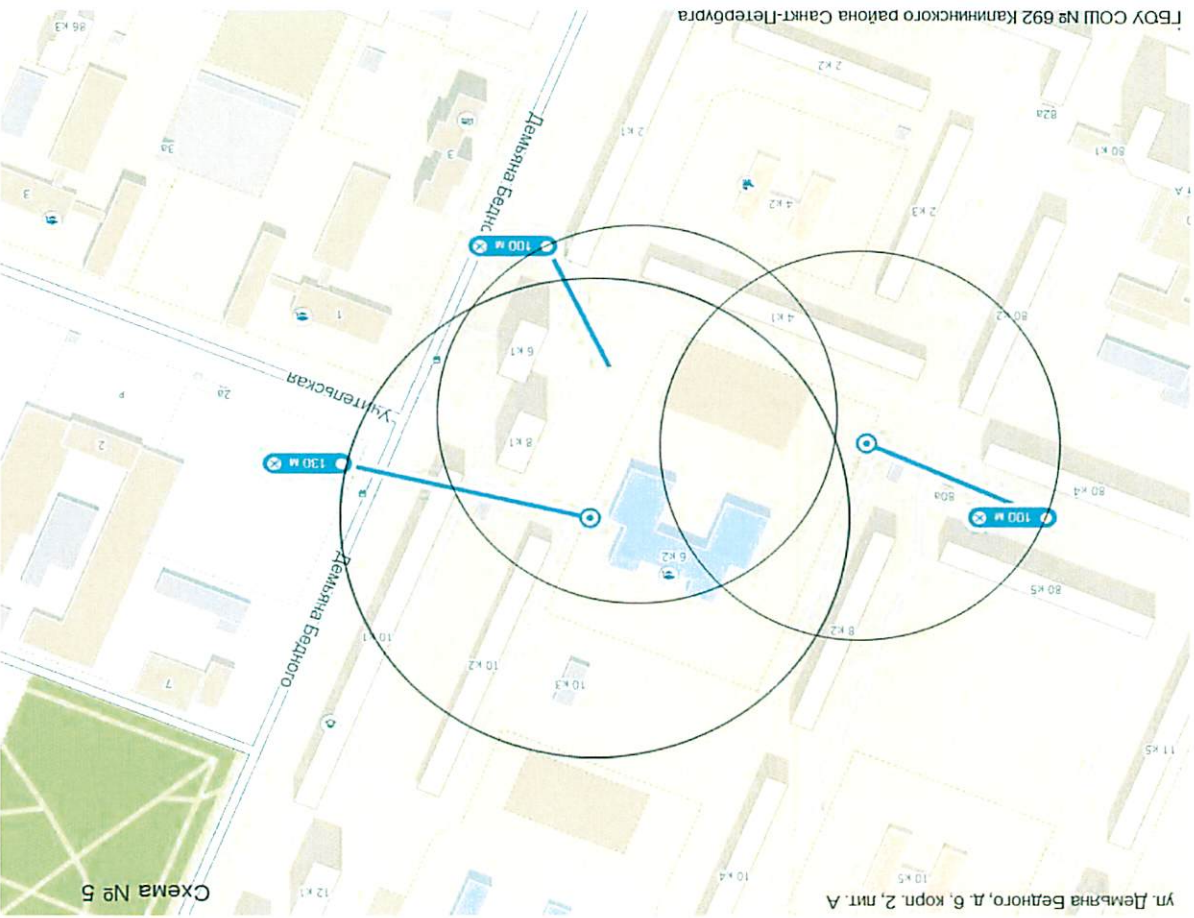 ул. Демьяна Бедного, д. 6, корп. 2, лит. А
Схема № 5
10 к5
10 к4
12 к1
11 к5
10 к3
7
10 к2
10 к1
8 к2
Демьяна Бедного
80 к5
6 к2
100 м
80а
80 к4
130 м
8 к1
2
Учительская
2а
Р
6 к1
4 к1
80 к2
1
100 м
2 к3
4 к2
Демьяна Бедно
3
3
80 к1
3а
2 к1
82а
2 к2
86 к3
ГБОУ СОШ № 692 Калининского района Санкт-Петербурга